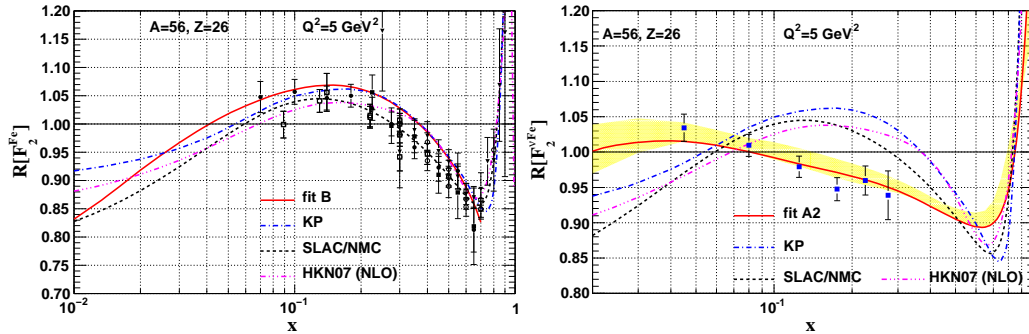 A=56, Z=26 Q²=5 GeV²
R[F₂^Fe]
1.20
1.15
1.10
1.05
1.00
0.95
0.90
0.85
0.80
0.75
0.70
fit B
KP
SLAC/NMC
HKN07 (NLO)
10⁻² 10⁻¹ 1
x
A=56, Z=26 Q²=5 GeV²
R[F₂^νFe]
1.20
1.15
1.10
1.05
1.00
0.95
0.90
0.85
0.80
fit A2
KP
SLAC/NMC HKN07 (NLO)
10⁻¹
x